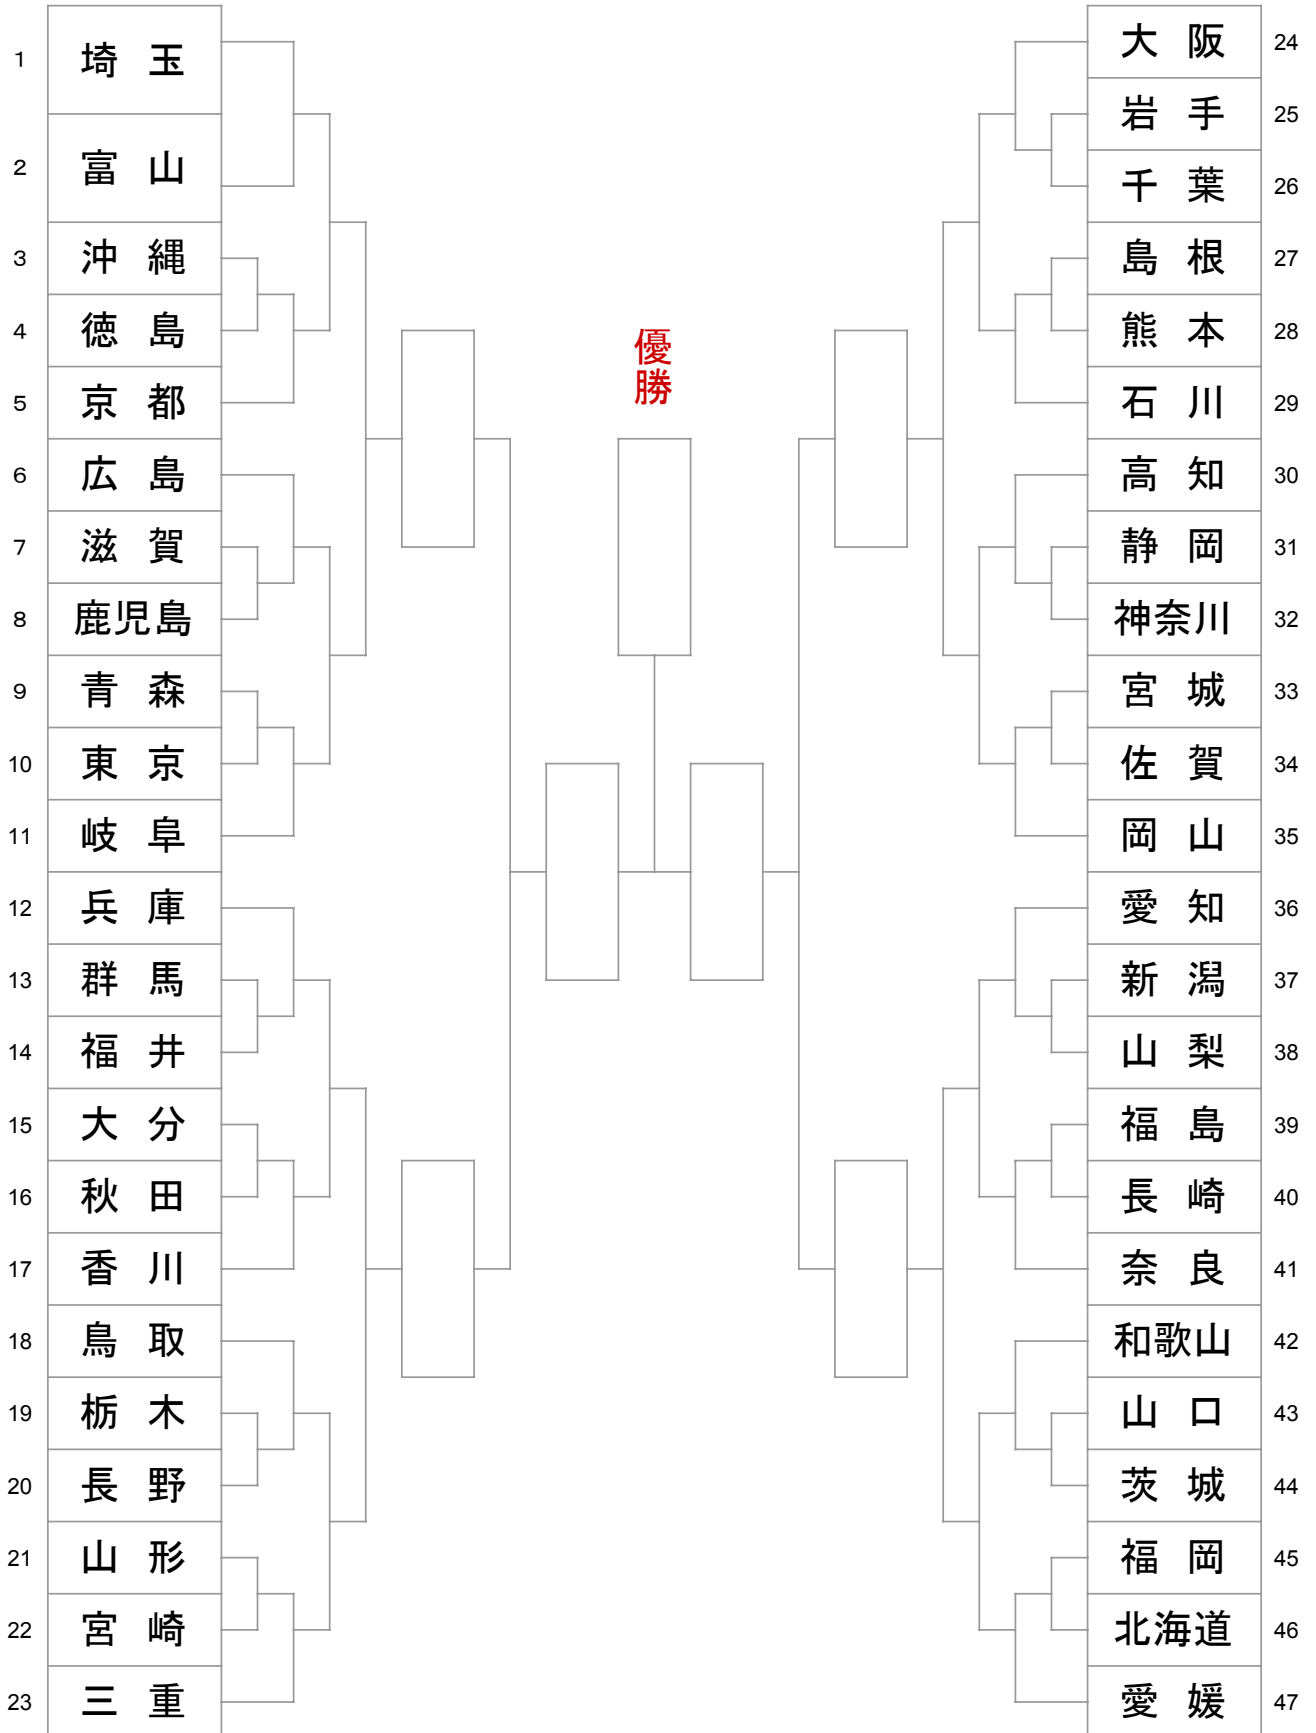 1 埼玉
2 富山
3 沖縄
4 徳島
5 京都
6 広島
7 滋賀
8 鹿児島
9 青森
10 東京
11 岐阜
12 兵庫
13 群馬
14 福井
15 大分
16 秋田
17 香川
18 鳥取
19 栃木
20 長野
21 山形
22 宮崎
23 三重
優勝
大阪 24
岩手 25
千葉 26
島根 27
熊本 28
石川 29
高知 30
静岡 31
神奈川 32
宮城 33
佐賀 34
岡山 35
愛知 36
新潟 37
山梨 38
福島 39
長崎 40
奈良 41
和歌山 42
山口 43
茨城 44
福岡 45
北海道 46
愛媛 47